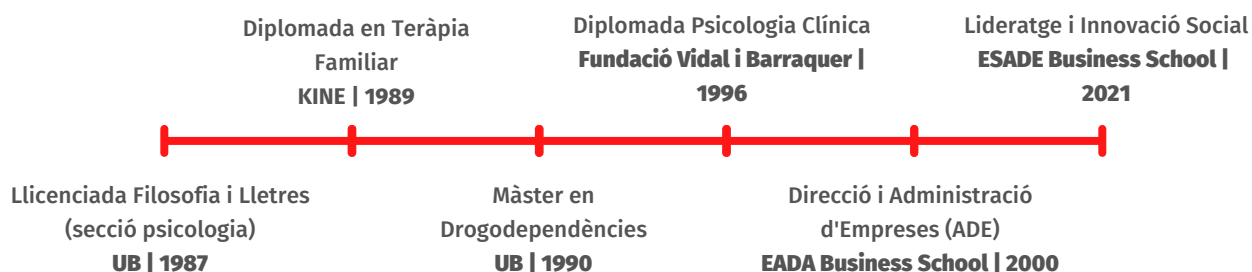 Diplomada en Teràpia
Familiar
KINE | 1989
Diplomada Psicologia Clínica
Fundació Vidal i Barraquer |
1996
Lideratge i Innovació Social
ESADE Business School |
2021
Llicenciada Filosofia i Lletres
(secció psicologia)
UB | 1987
Màster en
Drogodependències
UB | 1990
Direcció i Administració
d'Empreses (ADE)
EADA Business School | 2000